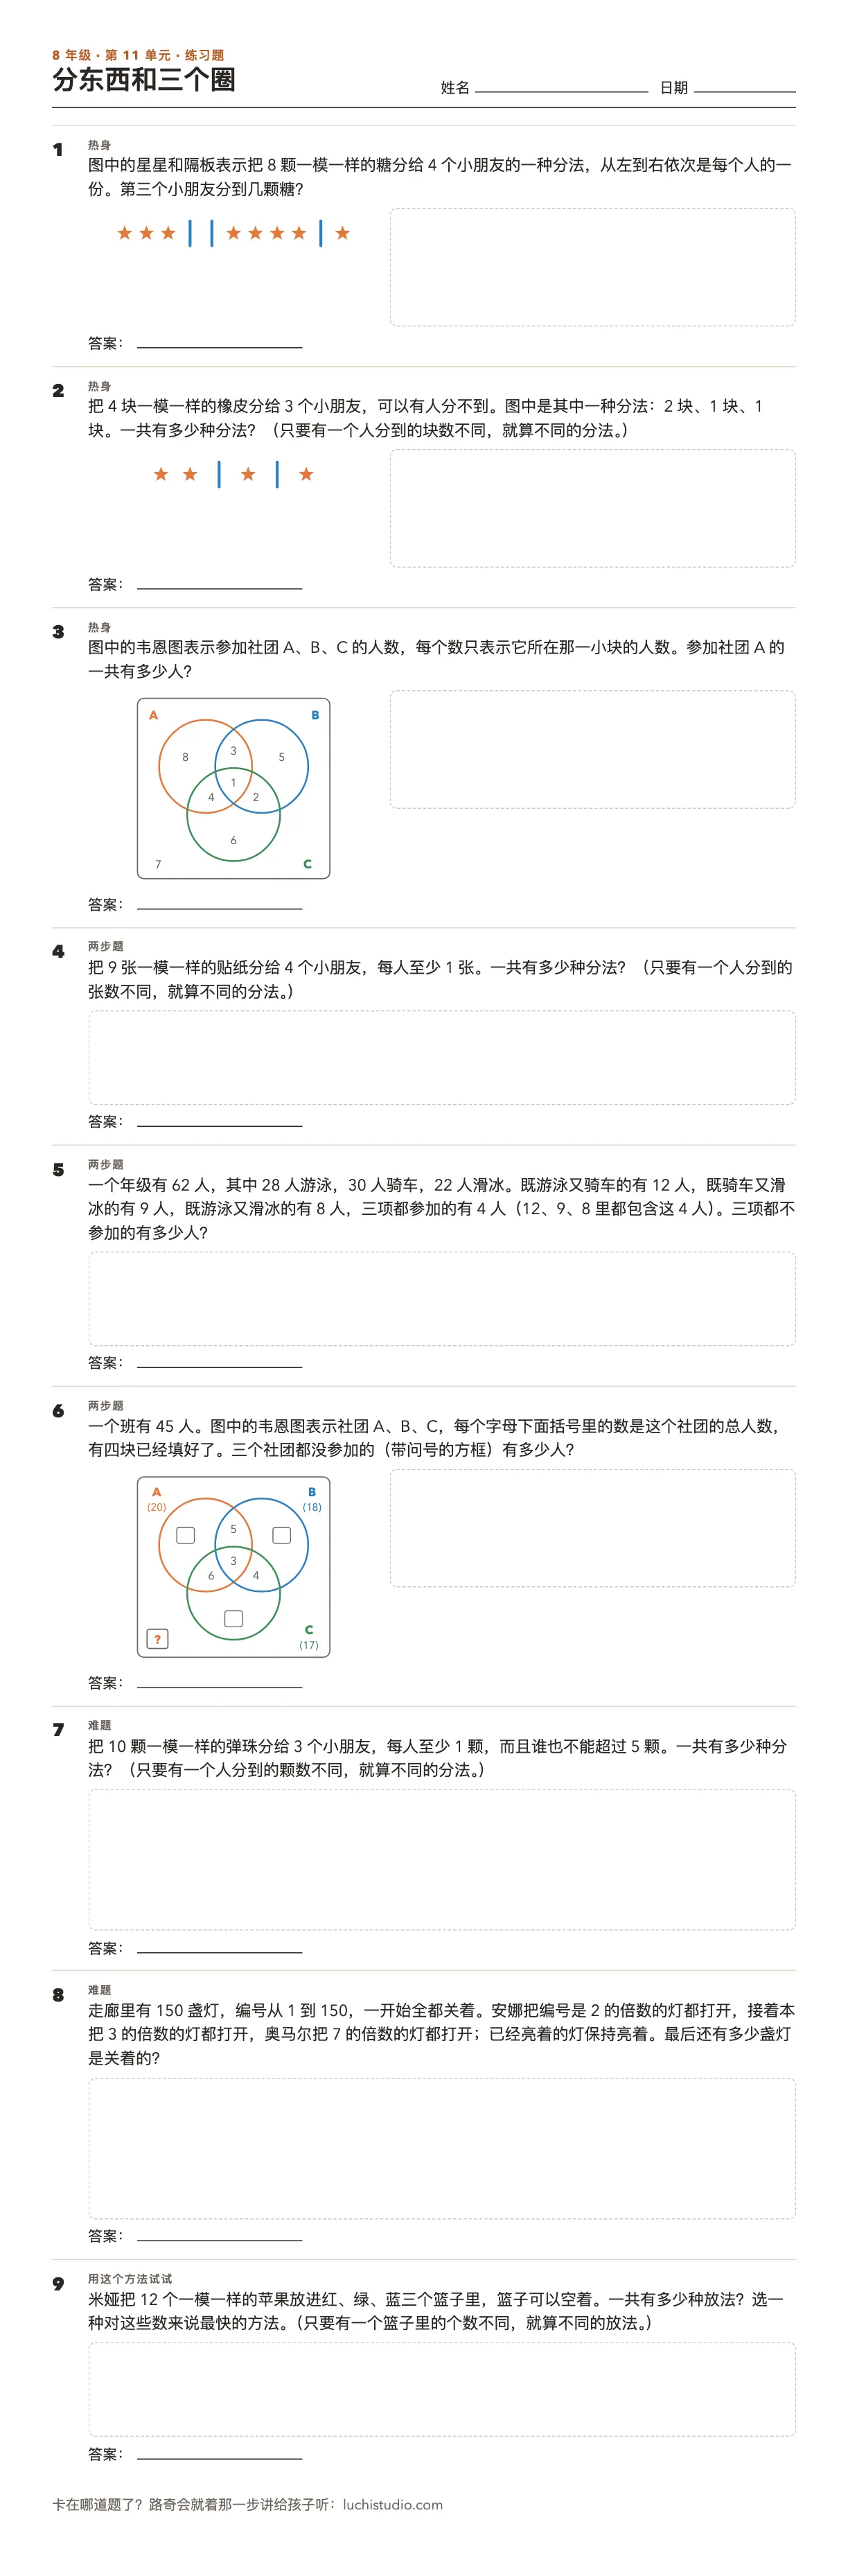 8 年级・第 11 单元・练习题
分东西和三个圈
姓名 日期
1
热身
图中的星星和隔板表示把 8 颗一模一样的糖分给 4 个小朋友的一种分法，从左到右依次是每个人的一
份。第三个小朋友分到几颗糖？
答案：
2
热身
把 4 块一模一样的橡皮分给 3 个小朋友，可以有人分不到。图中是其中一种分法：2 块、1 块、1
块。一共有多少种分法？（只要有一个人分到的块数不同，就算不同的分法。）
答案：
3
热身
图中的韦恩图表示参加社团 A、B、C 的人数，每个数只表示它所在那一小块的人数。参加社团 A 的
一共有多少人？
A B
8 3 5
1
4 2
6
7 C
答案：
4
两步题
把 9 张一模一样的贴纸分给 4 个小朋友，每人至少 1 张。一共有多少种分法？（只要有一个人分到的
张数不同，就算不同的分法。）
答案：
5
两步题
一个年级有 62 人，其中 28 人游泳，30 人骑车，22 人滑冰。既游泳又骑车的有 12 人，既骑车又滑
冰的有 9 人，既游泳又滑冰的有 8 人，三项都参加的有 4 人（12、9、8 里都包含这 4 人）。三项都不
参加的有多少人？
答案：
6
两步题
一个班有 45 人。图中的韦恩图表示社团 A、B、C，每个字母下面括号里的数是这个社团的总人数，
有四块已经填好了。三个社团都没参加的（带问号的方框）有多少人？
A B
(20) (18)
5
3
6 4
C
? (17)
答案：
7
难题
把 10 颗一模一样的弹珠分给 3 个小朋友，每人至少 1 颗，而且谁也不能超过 5 颗。一共有多少种分
法？（只要有一个人分到的颗数不同，就算不同的分法。）
答案：
8
难题
走廊里有 150 盏灯，编号从 1 到 150，一开始全都关着。安娜把编号是 2 的倍数的灯都打开，接着本
把 3 的倍数的灯都打开，奥马尔把 7 的倍数的灯都打开；已经亮着的灯保持亮着。最后还有多少盏灯
是关着的？
答案：
9
用这个方法试试
米娅把 12 个一模一样的苹果放进红、绿、蓝三个篮子里，篮子可以空着。一共有多少种放法？选一
种对这些数来说最快的方法。（只要有一个篮子里的个数不同，就算不同的放法。）
答案：
卡在哪道题了？路奇会就着那一步讲给孩子听：luchistudio.com